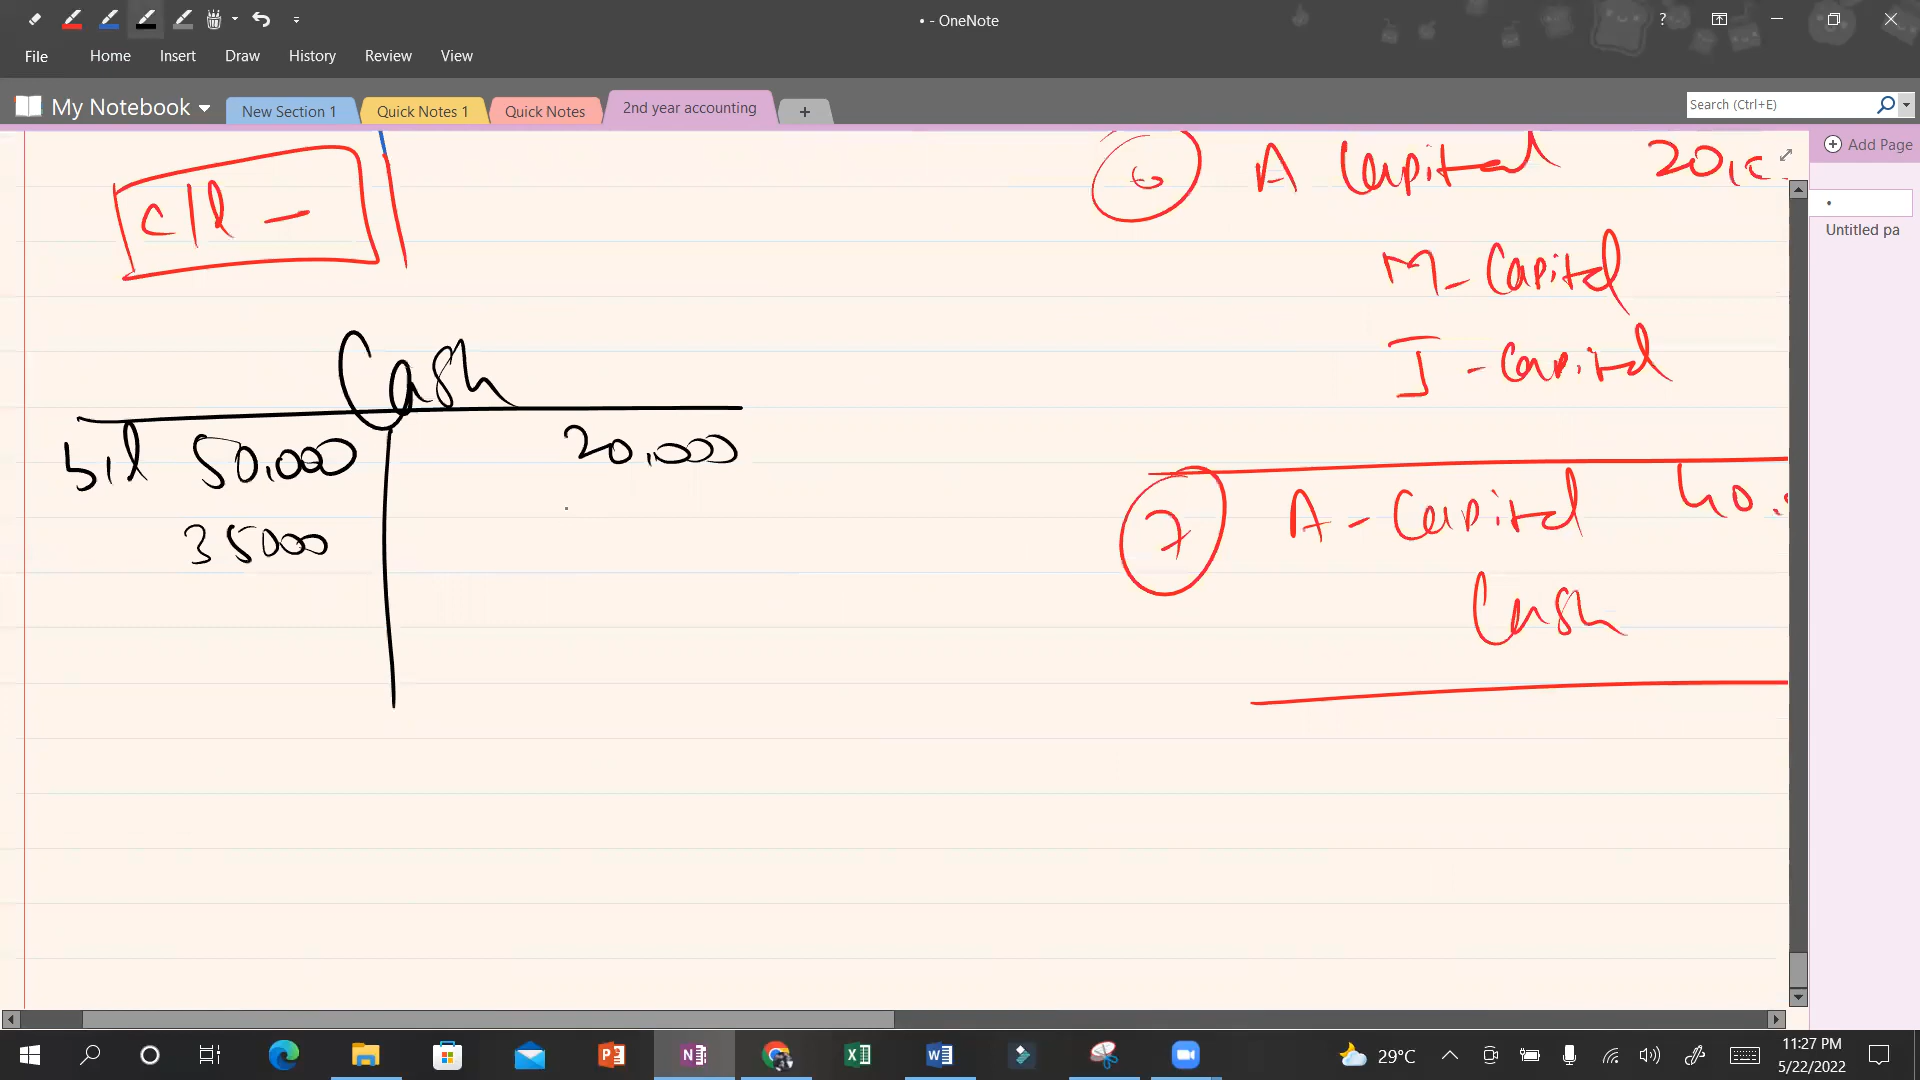 • - OneNote
?
File
Home
Insert
Draw
History
Review
View
My Notebook
New Section 1
Quick Notes 1
Quick Notes
2nd year accounting
+
Search (Ctrl+E)
Add Page
•
Untitled pa
c/d -
Cash
b,d 50,000
20,000
35000
6 A Capital
M- Capital
I - Capital
7 A - Capital 40.
Cash
29°C
11:27 PM
5/22/2022